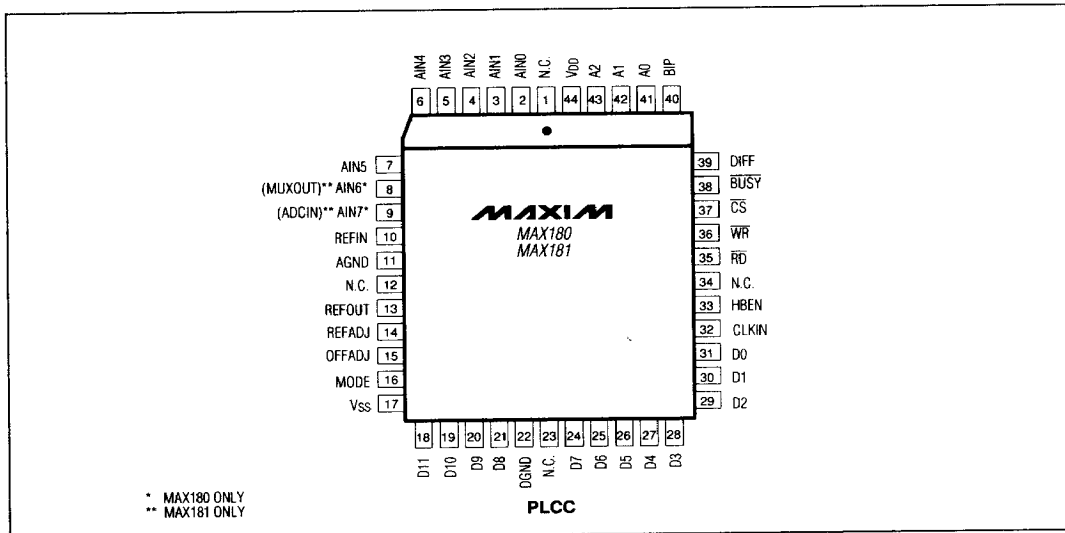 AIN4 AIN3 AIN2 AIN1 AIN0 N.C. VDD A2 A1 A0 BIP
6 5 4 3 2 1 44 43 42 41 40
AIN5 7
(MUXOUT)** AIN6* 8
(ADCIN)** AIN7* 9
REFIN 10
AGND 11
N.C. 12
REFOUT 13
REFADJ 14
OFFADJ 15
MODE 16
VSS 17
MAXIM
MAX180
MAX181
39 DIFF
38 B̅U̅S̅Y̅
37 C̅S̅
36 W̅R̅
35 R̅D̅
34 N.C.
33 HBEN
32 CLKIN
31 D0
30 D1
29 D2
18 19 20 21 22 23 24 25 26 27 28
D11 D10 D9 D8 DGND N.C. D7 D6 D5 D4 D3
* MAX180 ONLY
** MAX181 ONLY
PLCC